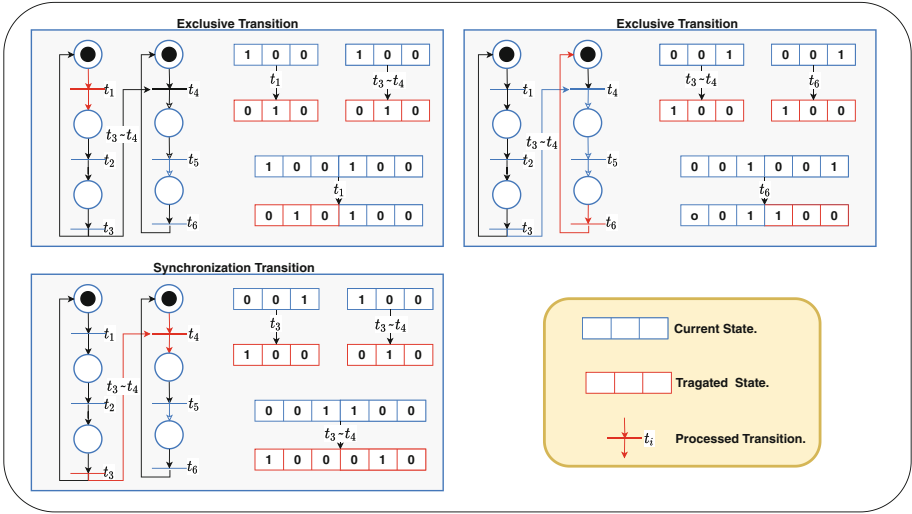 Exclusive Transition
t1
t2
t3
t3~t4
t4
t5
t6
1 0 0
t1
0 1 0
1 0 0
t3~t4
0 1 0
1 0 0 1 0 0
t1
0 1 0 1 0 0
Exclusive Transition
t1
t2
t3
t3~t4
t4
t5
t6
0 0 1
t3~t4
1 0 0
0 0 1
t6
1 0 0
0 0 1 0 0 1
t6
o 0 1 1 0 0
Synchronization Transition
t1
t2
t3
t3~t4
t4
t5
t6
0 0 1
t3
1 0 0
1 0 0
t3~t4
0 1 0
0 0 1 1 0 0
t3~t4
1 0 0 0 1 0
Current State.
Tragated State.
ti Processed Transition.